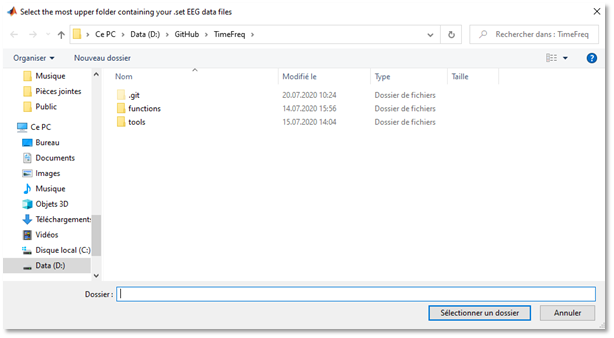 Select the most upper folder containing your .set EEG data files
Ce PC > Data (D:) > GitHub > TimeFreq >
Rechercher dans : TimeFreq
Organiser
Nouveau dossier
Nom Modifié le Type Taille
Musique
Pièces jointes
Public
Ce PC
Bureau
Documents
Images
Musique
Objets 3D
Téléchargements
Vidéos
Disque local (C:)
Data (D:)
.git 20.07.2020 10:24 Dossier de fichiers
functions 14.07.2020 15:56 Dossier de fichiers
tools 15.07.2020 14:04 Dossier de fichiers
Dossier :
Sélectionner un dossier
Annuler